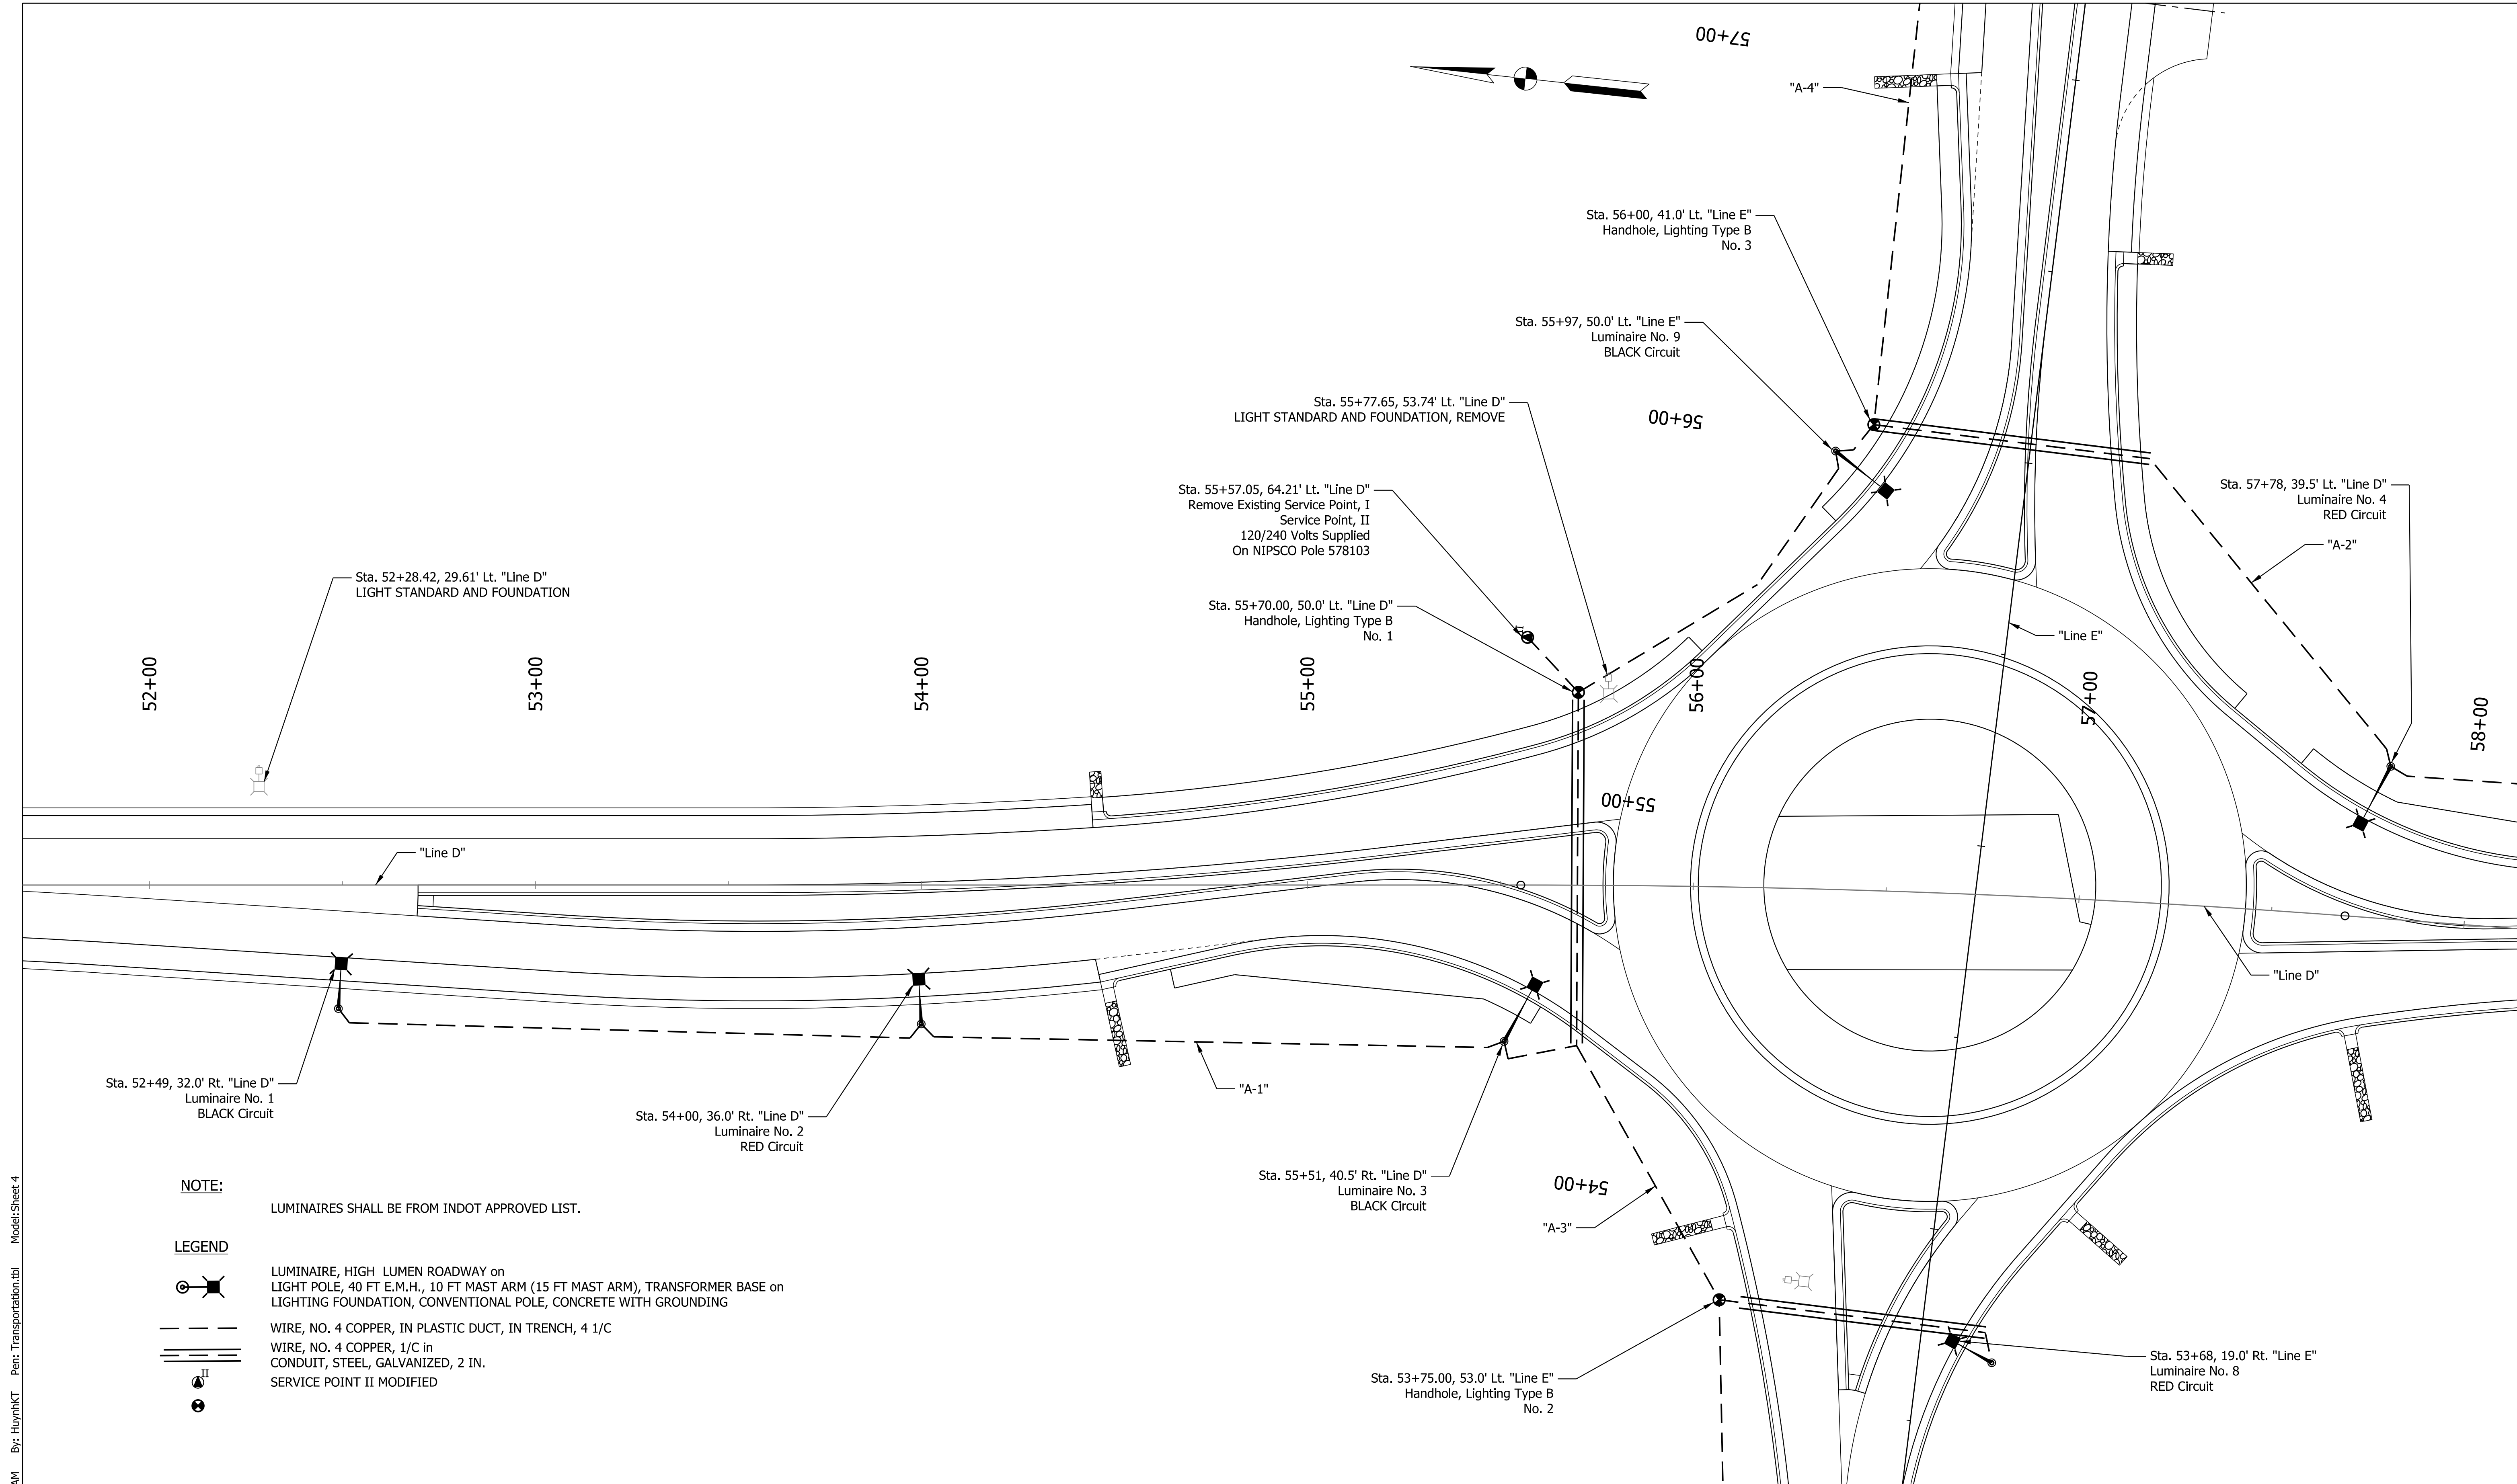 57+00
"A-4"
Sta. 56+00, 41.0' Lt. "Line E"
Handhole, Lighting Type B
No. 3
Sta. 55+97, 50.0' Lt. "Line E"
Luminaire No. 9
BLACK Circuit
Sta. 55+77.65, 53.74' Lt. "Line D"
LIGHT STANDARD AND FOUNDATION, REMOVE
56+00
Sta. 55+57.05, 64.21' Lt. "Line D"
Remove Existing Service Point, I
Service Point, II
120/240 Volts Supplied
On NIPSCO Pole 578103
Sta. 57+78, 39.5' Lt. "Line D"
Luminaire No. 4
RED Circuit
"A-2"
Sta. 52+28.42, 29.61' Lt. "Line D"
LIGHT STANDARD AND FOUNDATION
Sta. 55+70.00, 50.0' Lt. "Line D"
Handhole, Lighting Type B
No. 1
II
"Line E"
52+00
53+00
54+00
55+00
56+00
57+00
58+00
55+00
"Line D"
"Line D"
Sta. 52+49, 32.0' Rt. "Line D"
Luminaire No. 1
BLACK Circuit
Sta. 54+00, 36.0' Rt. "Line D"
Luminaire No. 2
RED Circuit
"A-1"
Sta. 55+51, 40.5' Rt. "Line D"
Luminaire No. 3
BLACK Circuit
54+00
"A-3"
Sta. 53+75.00, 53.0' Lt. "Line E"
Handhole, Lighting Type B
No. 2
Sta. 53+68, 19.0' Rt. "Line E"
Luminaire No. 8
RED Circuit
NOTE:
LUMINAIRES SHALL BE FROM INDOT APPROVED LIST.
LEGEND
LUMINAIRE, HIGH LUMEN ROADWAY on
LIGHT POLE, 40 FT E.M.H., 10 FT MAST ARM (15 FT MAST ARM), TRANSFORMER BASE on
LIGHTING FOUNDATION, CONVENTIONAL POLE, CONCRETE WITH GROUNDING
WIRE, NO. 4 COPPER, IN PLASTIC DUCT, IN TRENCH, 4 1/C
WIRE, NO. 4 COPPER, 1/C in
CONDUIT, STEEL, GALVANIZED, 2 IN.
II
SERVICE POINT II MODIFIED
AM By: HuynhKT Pen: Transportation.tbl Model:Sheet 4